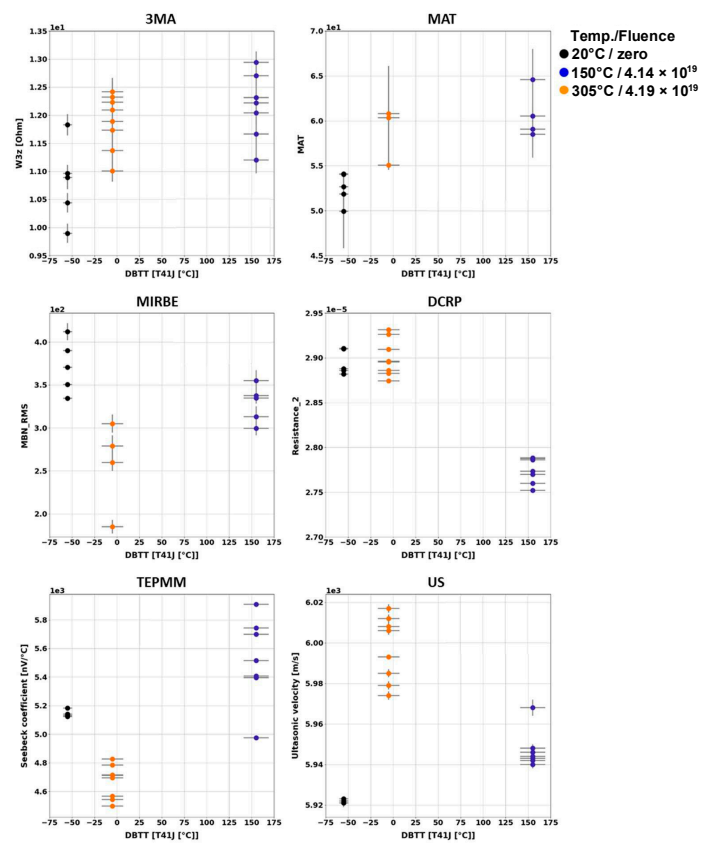 3MA
1e1
1.35
1.30
1.25
1.20
1.15
1.10
1.05
1.00
0.95
W3z [Ohm]
−75 −50 −25 0 25 50 75 100 125 150 175
DBTT [T41J [°C]]
MAT
1e1
7.0
6.5
6.0
5.5
5.0
4.5
MAT
−75 −50 −25 0 25 50 75 100 125 150 175
DBTT [T41J [°C]]
Temp./Fluence
20°C / zero
150°C / 4.14 × 10¹⁹
305°C / 4.19 × 10¹⁹
MIRBE
1e2
4.0
3.5
3.0
2.5
2.0
MBN_RMS
−75 −50 −25 0 25 50 75 100 125 150 175
DBTT [T41J [°C]]
DCRP
1e−5
2.95
2.90
2.85
2.80
2.75
2.70
Resistance_2
−75 −50 −25 0 25 50 75 100 125 150 175
DBTT [T41J [°C]]
TEPMM
1e3
5.8
5.6
5.4
5.2
5.0
4.8
4.6
Seebeck coefficient [nV/°C]
−75 −50 −25 0 25 50 75 100 125 150 175
DBTT [T41J [°C]]
US
1e3
6.02
6.00
5.98
5.96
5.94
5.92
Ultasonic velocity [m/s]
−75 −50 −25 0 25 50 75 100 125 150 175
DBTT [T41J [°C]]